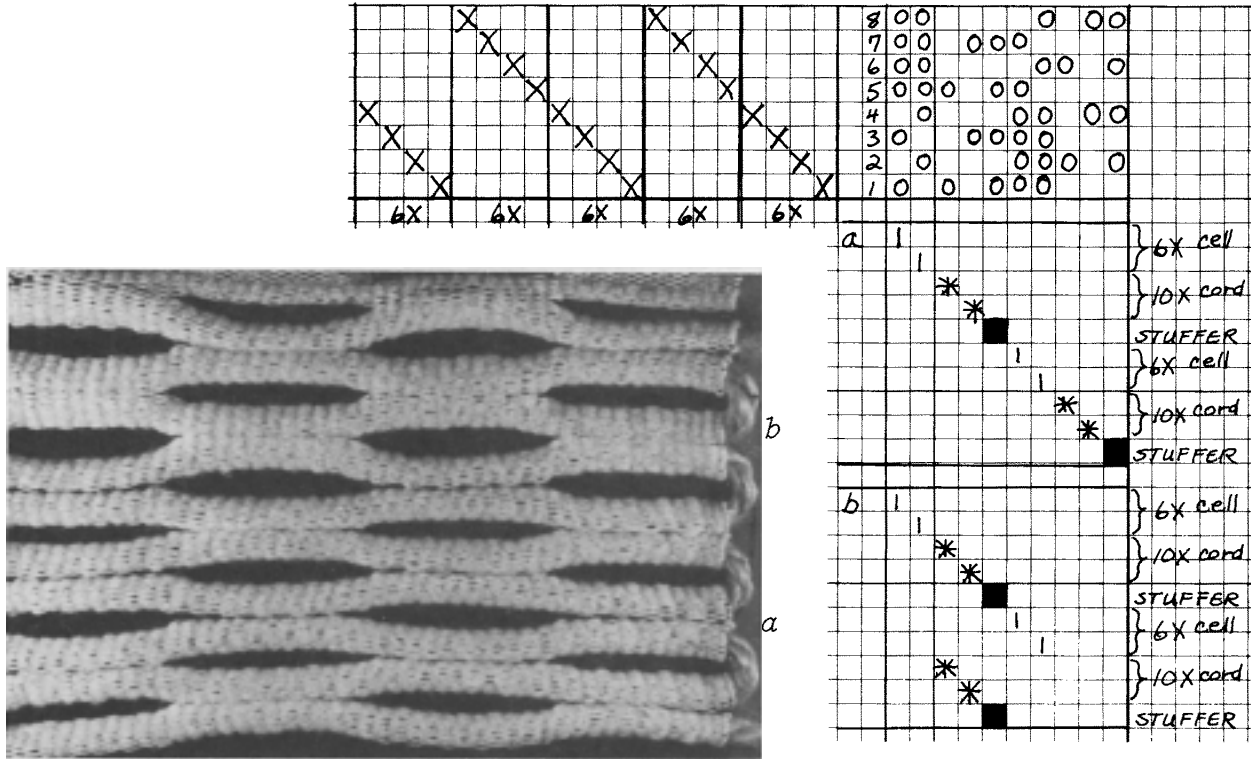 8
7
6
5
4
3
2
1
6X 6X 6X 6X 6X
a
6X cell
10X cord
STUFFER
6X cell
10X cord
STUFFER
b
6X cell
10X cord
STUFFER
6X cell
10X cord
STUFFER
b
a